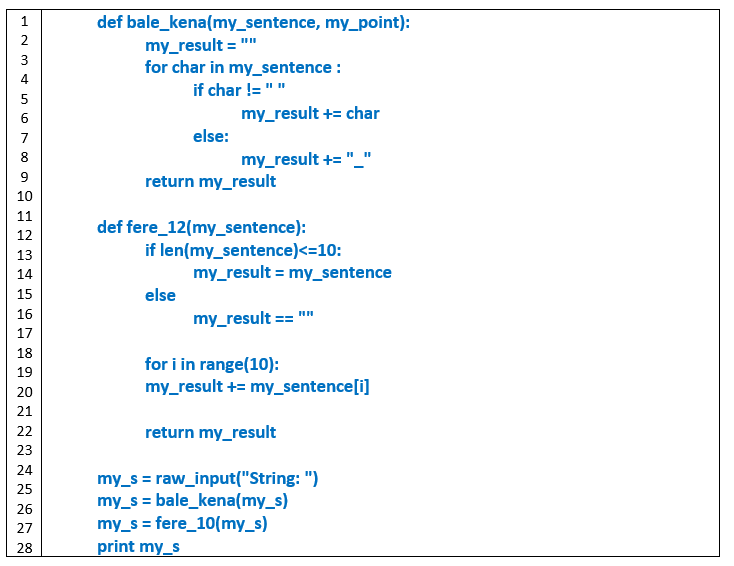 1
2
3
4
5
6
7
8
9
10
11
12
13
14
15
16
17
18
19
20
21
22
23
24
25
26
27
28
def bale_kena(my_sentence, my_point):
my_result = ""
for char in my_sentence :
if char != " "
my_result += char
else:
my_result += "_"
return my_result
def fere_12(my_sentence):
if len(my_sentence)<=10:
my_result = my_sentence
else
my_result == ""
for i in range(10):
my_result += my_sentence[i]
return my_result
my_s = raw_input("String: ")
my_s = bale_kena(my_s)
my_s = fere_10(my_s)
print my_s